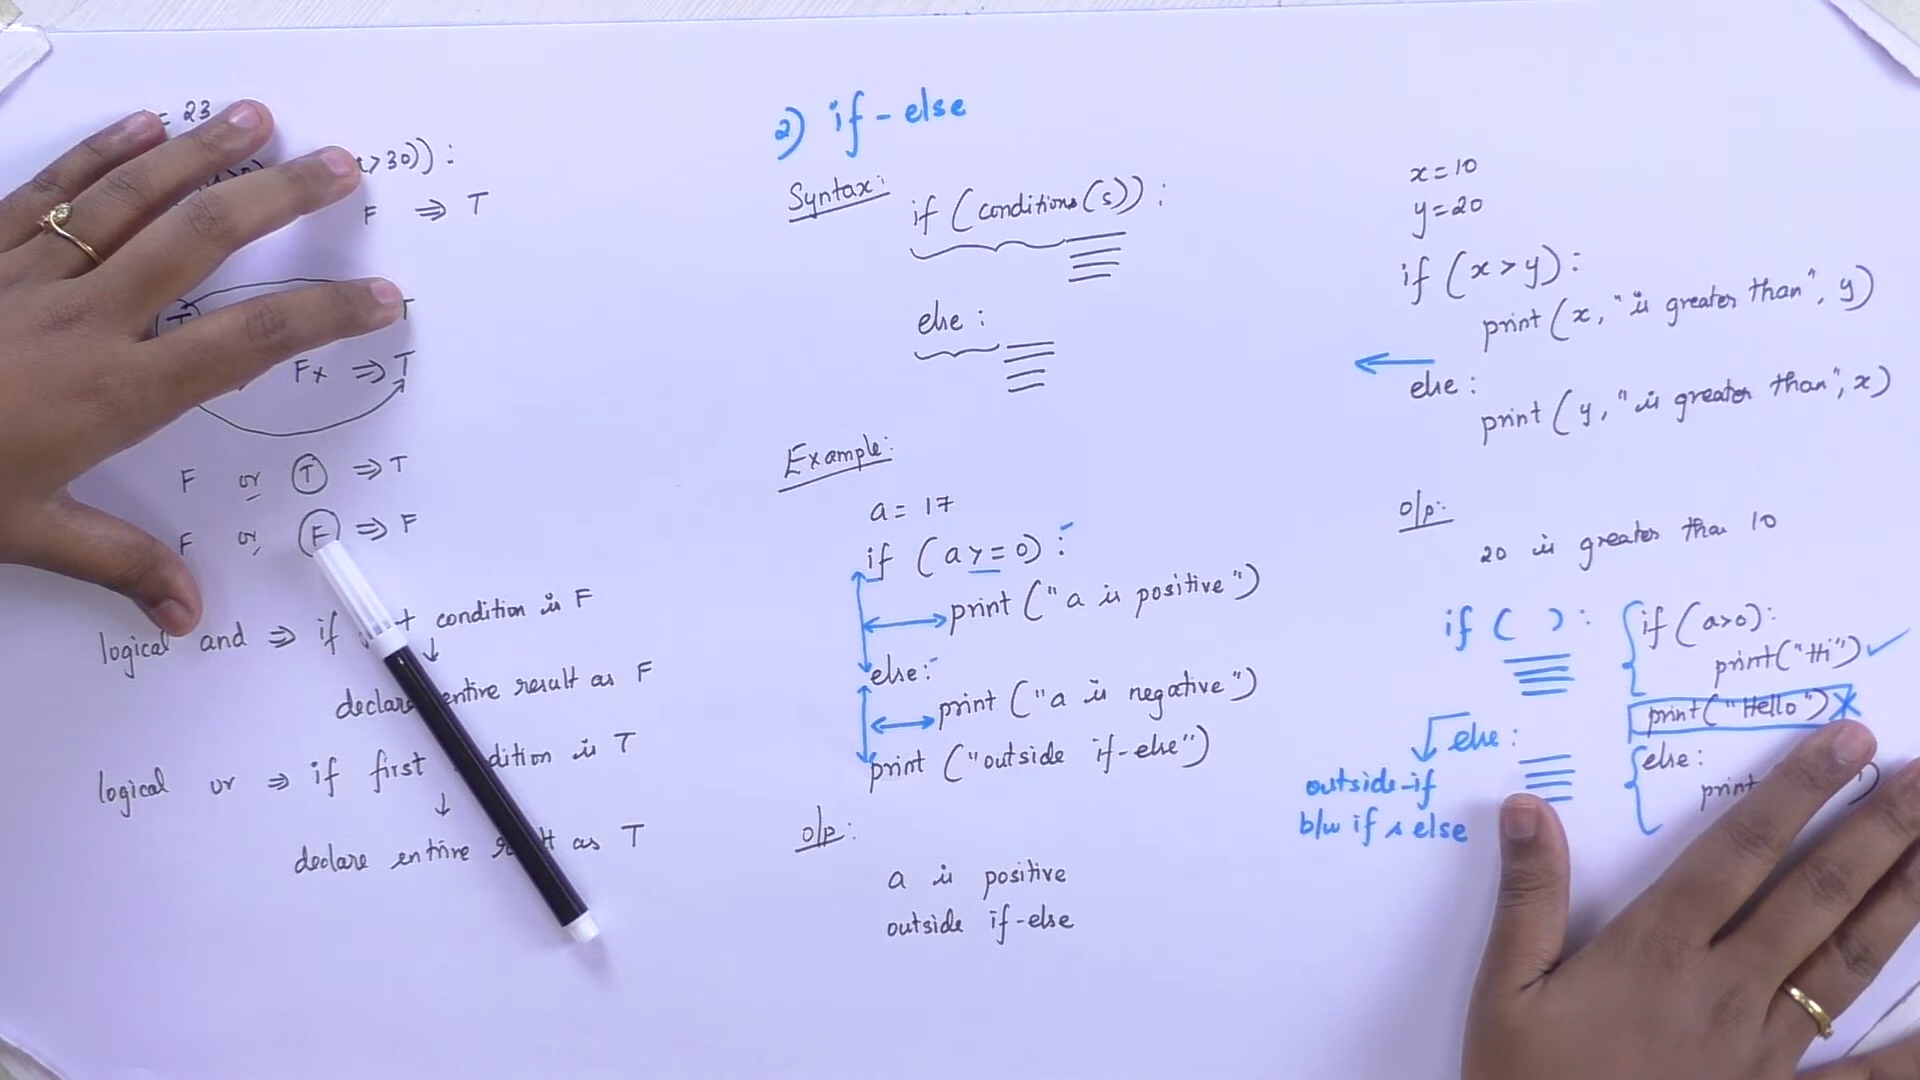 = 23
>30)):
F ⇒ T
T
Fx ⇒ T
F or T ⇒ T
F or F ⇒ F
logical and ⇒ if condition is F
↓
declare entire result as F
logical or ⇒ if first condition is T
↓
declare entire result as T
2) if-else
Syntax:
if (conditions(s)):
else:
Example:
a = 17
if (a >= 0):
print ("a is positive")
else:
print ("a is negative")
print ("outside if-else")
o/p:
a is positive
outside if-else
x = 10
y = 20
if (x > y):
print (x, "is greater than", y)
else:
print (y, "is greater than", x)
o/p:
20 is greater than 10
if ( ):
else:
outside-if
b/w if & else
if (a>0):
print("Hi") ✓
print("Hello") X
else:
print )